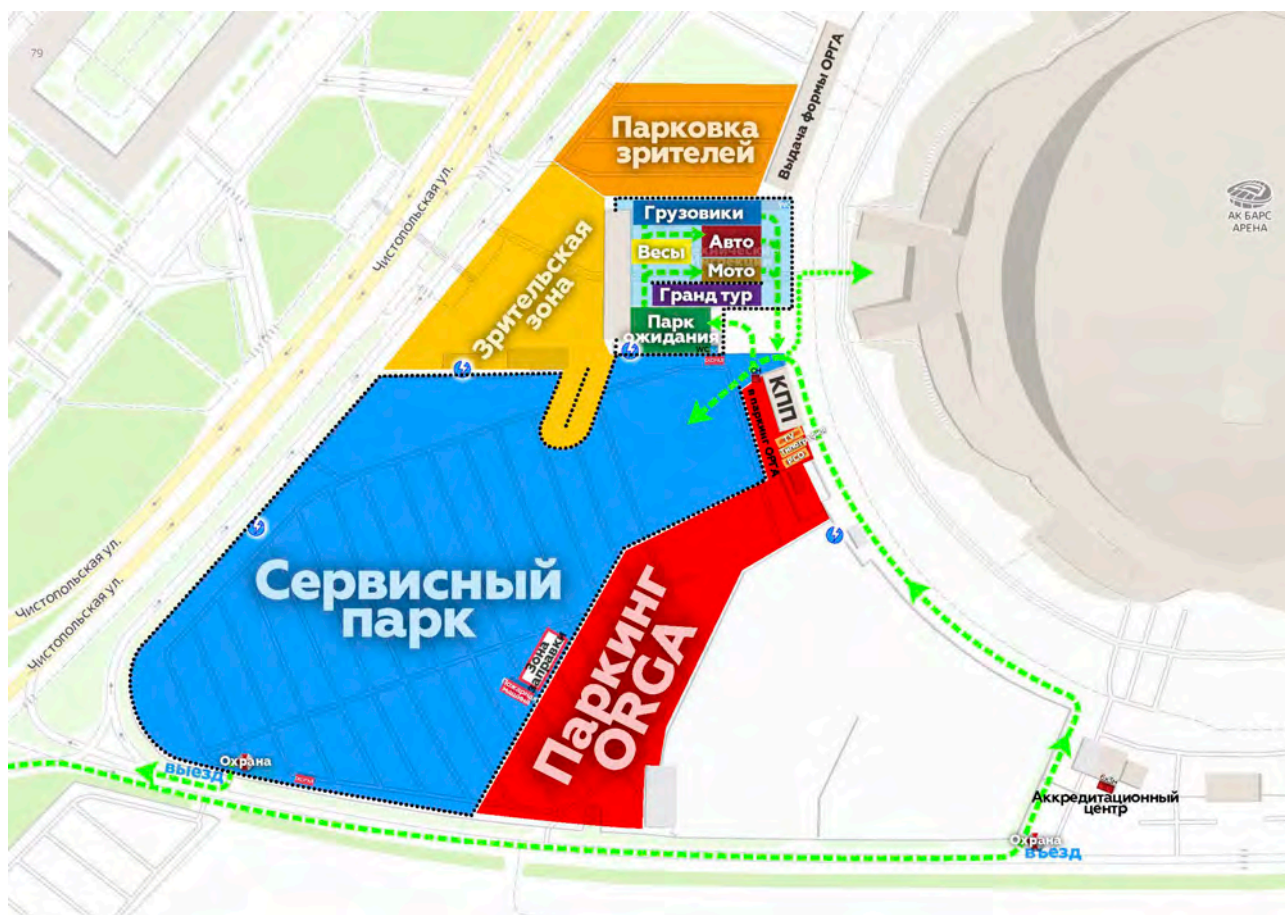 79
Выдача формы ОРГА
Парковка
зрителей
Чистопольская ул.
АК БАРС
АРЕНА
Грузовики
Авто
Весы
Мото
Гранд тур
Парк
ожидания
WC
Зрительская
зона
КПП
в паркинг ОРГА
Чистопольская ул.
Чистопольская ул.
Сервисный
парк
Зона
Паркинг
ORGA
Охрана
выезд
Аккредитационный
центр
Охрана
въезд